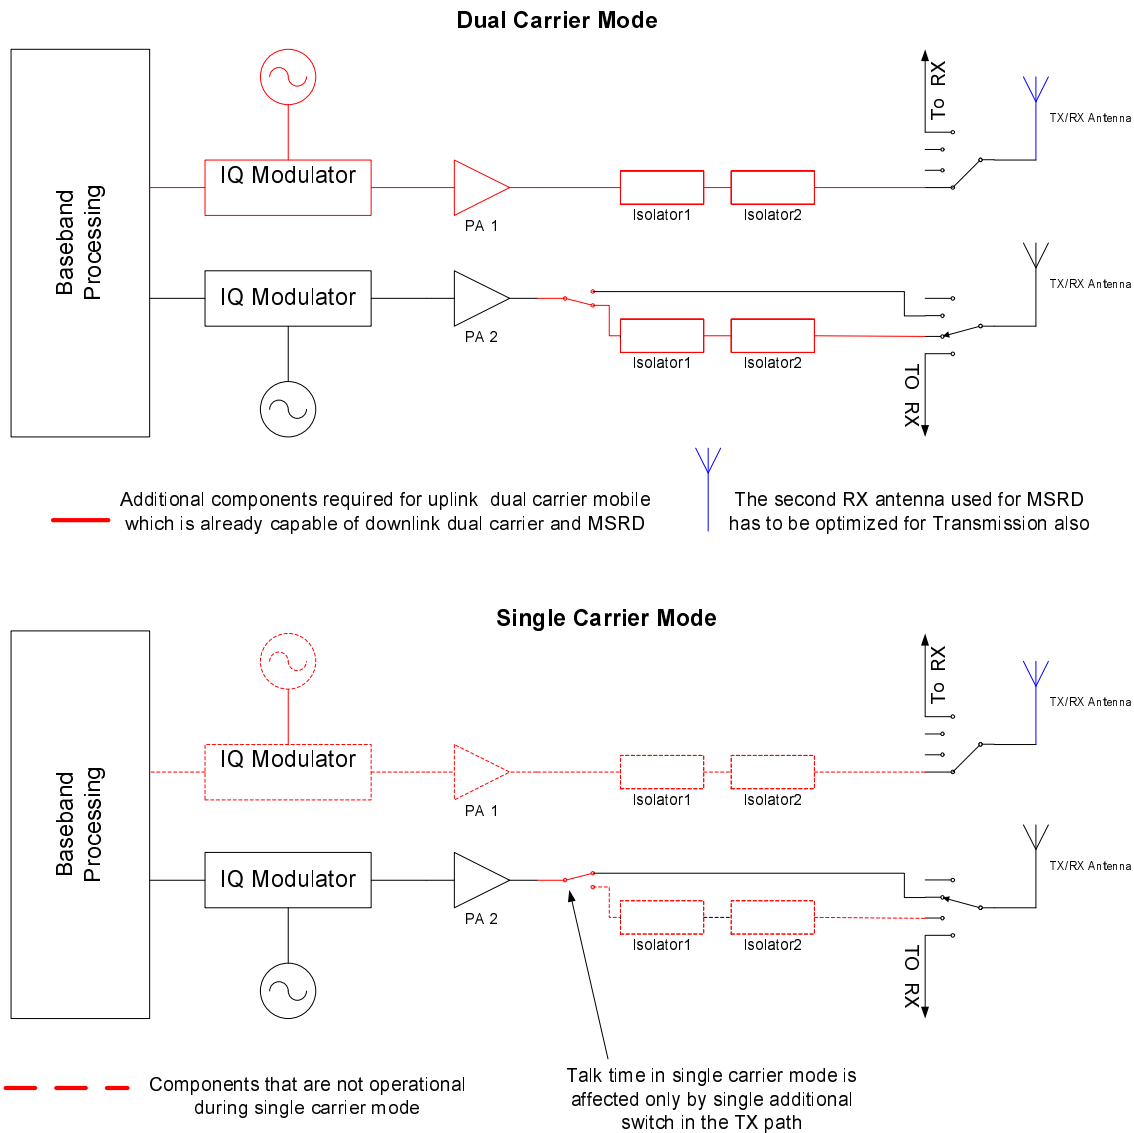 Dual Carrier Mode
To RX
TX/RX Antenna
IQ Modulator
PA 1
Isolator1
Isolator2
Baseband
Processing
TX/RX Antenna
IQ Modulator
PA 2
Isolator1
Isolator2
TO RX
Additional components required for uplink dual carrier mobile
which is already capable of downlink dual carrier and MSRD
The second RX antenna used for MSRD
has to be optimized for Transmission also
Single Carrier Mode
To RX
TX/RX Antenna
IQ Modulator
PA 1
Isolator1
Isolator2
Baseband
Processing
TX/RX Antenna
IQ Modulator
PA 2
Isolator1
Isolator2
TO RX
Components that are not operational
during single carrier mode
Talk time in single carrier mode is
affected only by single additional
switch in the TX path